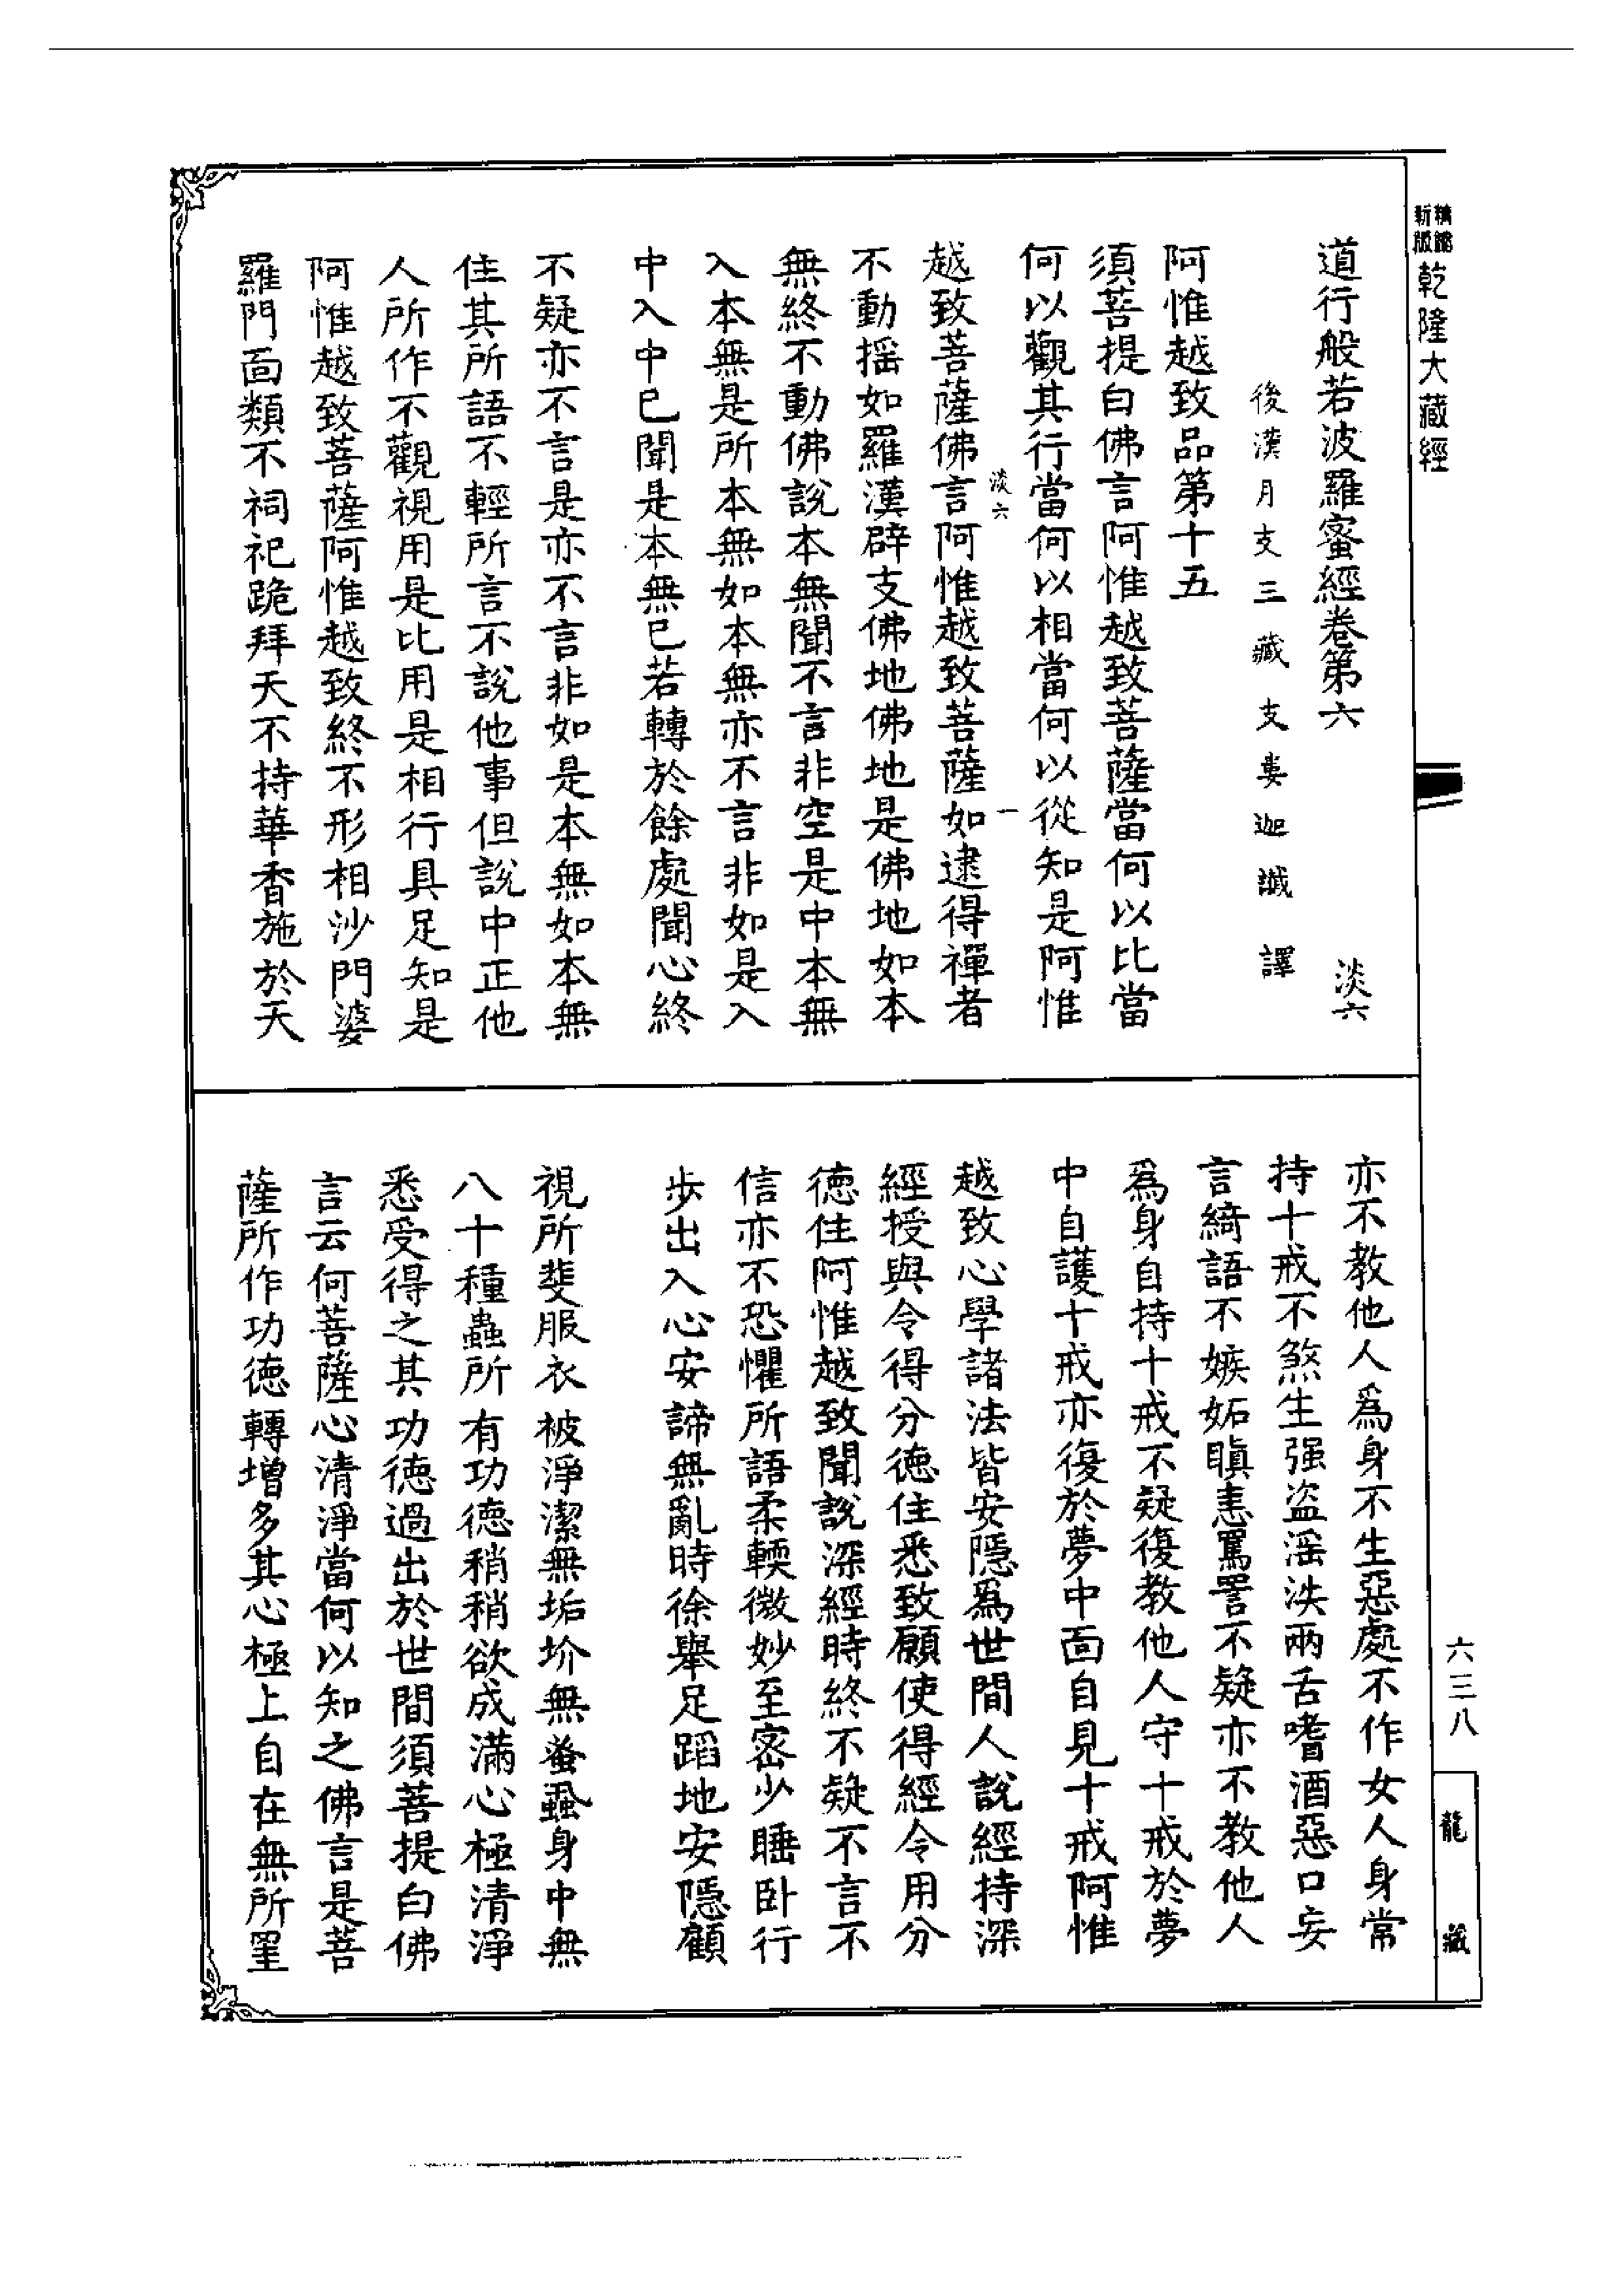 精縮新版
乾隆大藏經
道行般若波羅蜜經卷第六　淡六
後漢月支三藏支婁迦讖譯
阿惟越致品第十五
須菩提白佛言阿惟越致菩薩當何以比當
何以觀其行當何以相當何以從知是阿惟
淡六　一
越致菩薩佛言阿惟越致菩薩如逮得禪者
不動搖如羅漢辟支佛地佛地是佛地如本
無終不動佛說本無聞不言非空是中本無
入本無是所本無如本無亦不言非如是入
中入中已聞是本無已若轉於餘處聞心終
不疑亦不言是亦不言非如是本無如本無
住其所語不輕所言不說他事但說中正他
人所作不觀視用是比用是相行具足知是
阿惟越致菩薩阿惟越致終不形相沙門婆
羅門面類不祠祀跪拜天不持華香施於天
亦不教他人爲身不生惡處不作女人身常
持十戒不煞生强盜淫泆兩舌嗜酒惡口妄
言綺語不嫉妬瞋恚罵詈不疑亦不教他人
爲身自持十戒不疑復教他人守十戒於夢
中自護十戒亦復於夢中面自見十戒阿惟
越致心學諸法皆安隱爲世間人說經持深
經授與令得分德住悉致願使得經令用分
德住阿惟越致聞說深經時終不疑不言不
信亦不恐懼所語柔輭微妙至密少睡卧行
步出入心安諦無亂時徐舉足蹈地安隱顧
視所斐服衣被淨潔無垢坋無蚤蝨身中無
八十種蟲所有功德稍稍欲成滿心極清淨
悉受得之其功德過出於世間須菩提白佛
言云何菩薩心清淨當何以知之佛言是菩
薩所作功德轉增多其心極上自在無所罣
六三八
龍藏